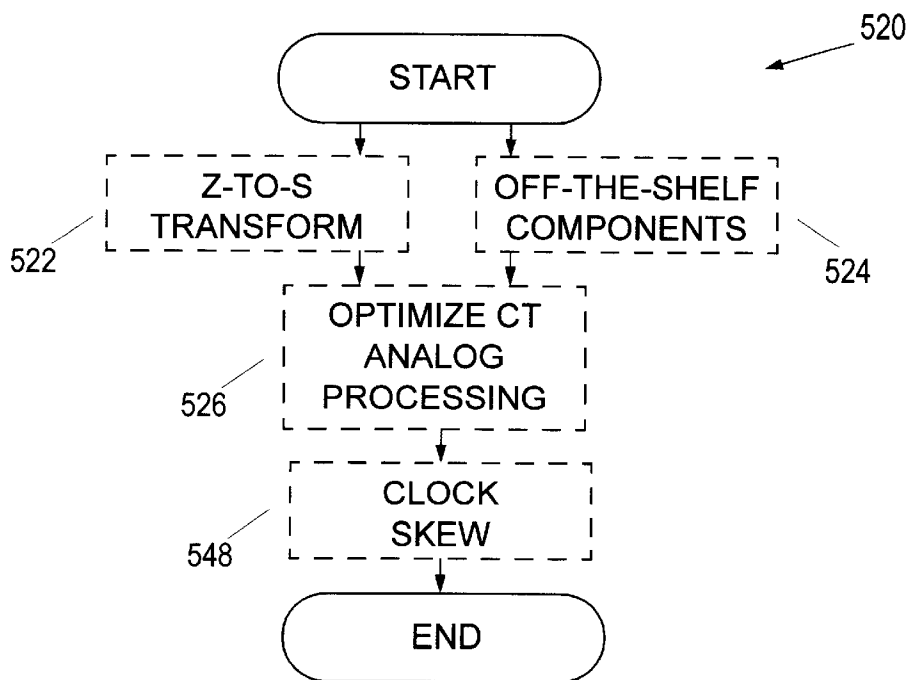 520
START
Z-TO-S
TRANSFORM
522
OFF-THE-SHELF
COMPONENTS
524
OPTIMIZE CT
ANALOG
PROCESSING
526
CLOCK
SKEW
548
END